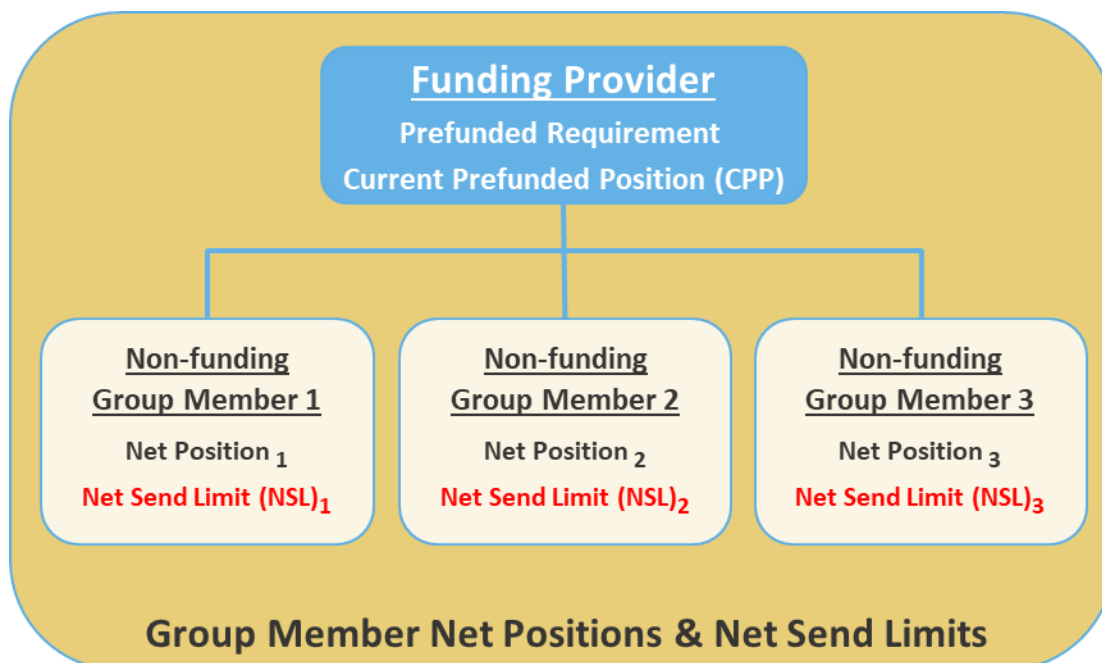 Funding Provider
Prefunded Requirement
Current Prefunded Position (CPP)
Non-funding
Group Member 1
Net Position 1
Net Send Limit (NSL)1
Non-funding
Group Member 2
Net Position 2
Net Send Limit (NSL)2
Non-funding
Group Member 3
Net Position 3
Net Send Limit (NSL)3
Group Member Net Positions & Net Send Limits